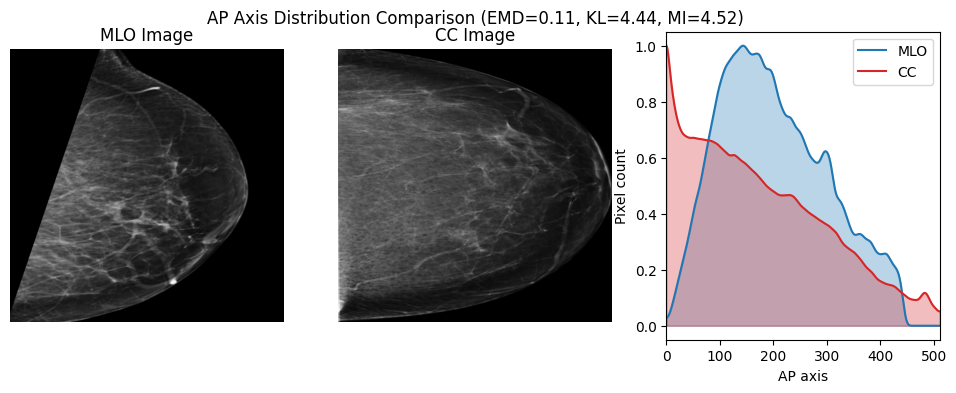 AP Axis Distribution Comparison (EMD=0.11, KL=4.44, MI=4.52)
MLO Image
CC Image
MLO
CC
Pixel count
1.0
0.8
0.6
0.4
0.2
0.0
0 100 200 300 400 500
AP axis